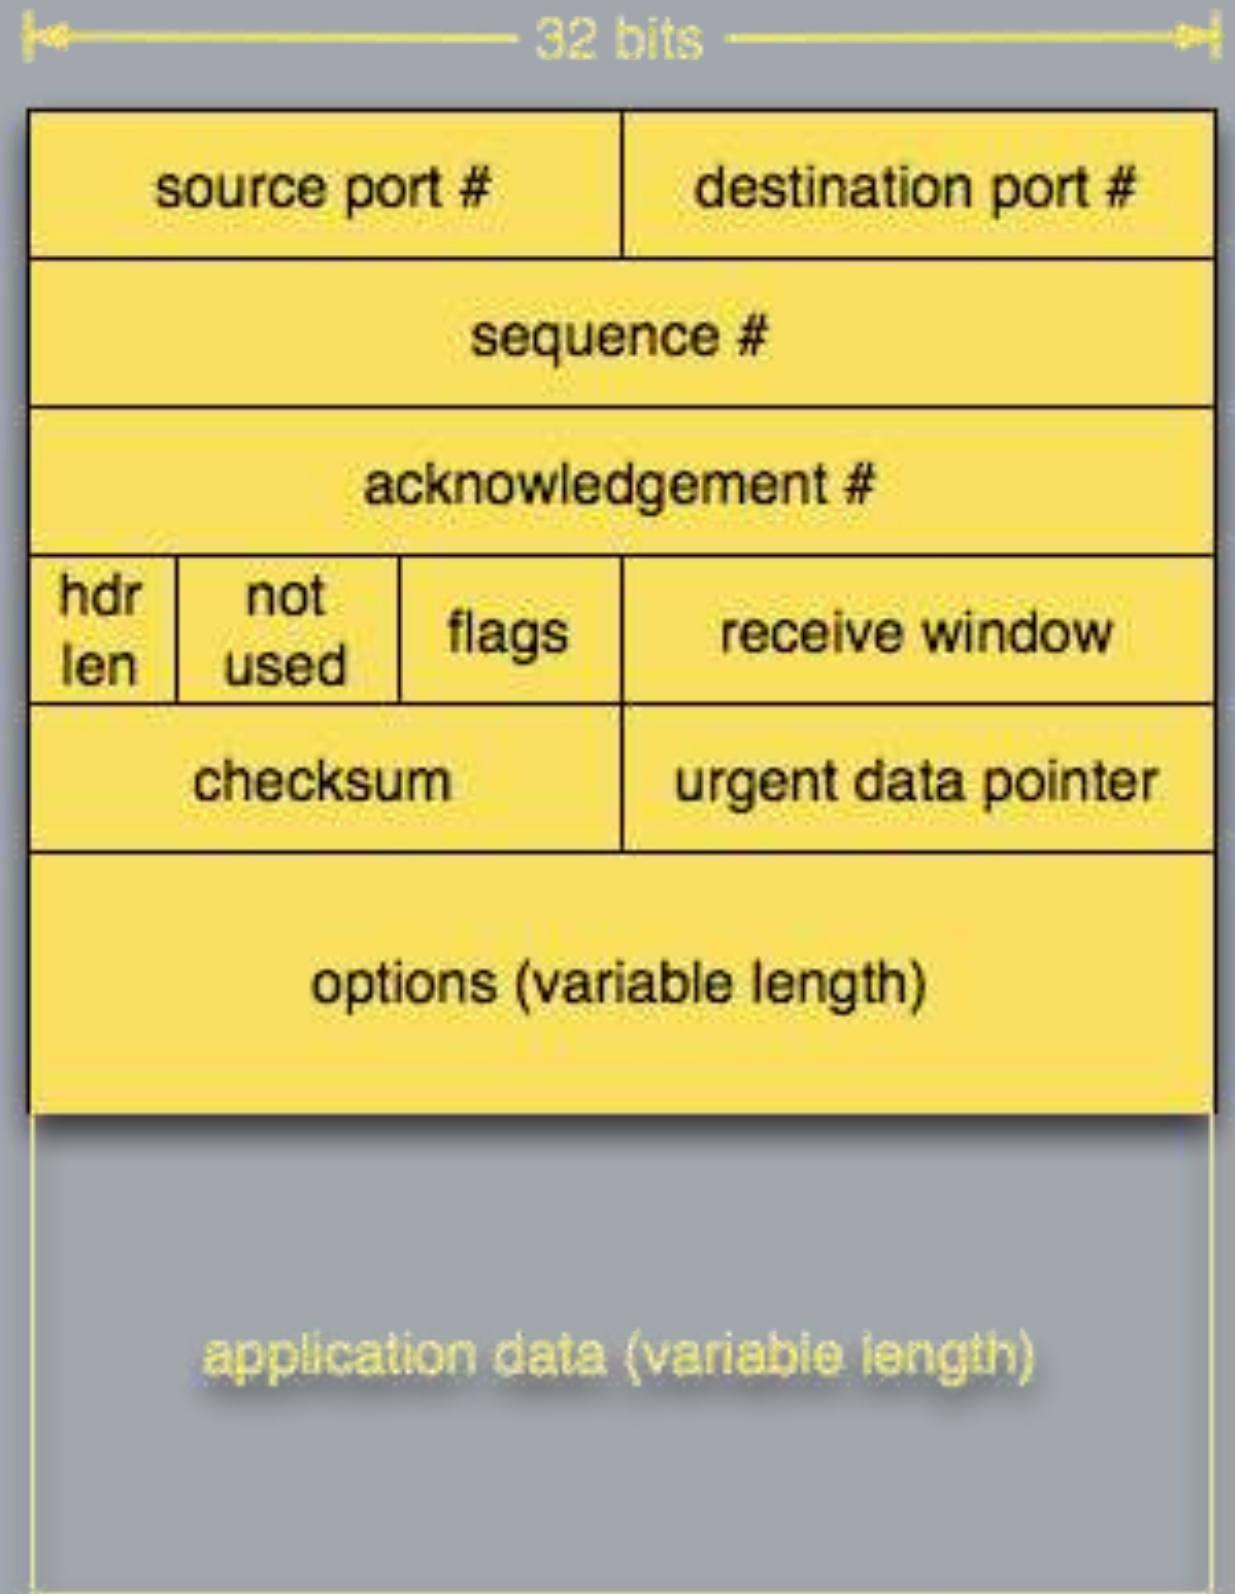 32 bits
source port # destination port #
sequence #
acknowledgement #
hdr len not used flags receive window
checksum urgent data pointer
options (variable length)
application data (variable length)